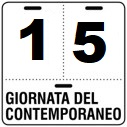 1 5
GIORNATA DEL
CONTEMPORANEO